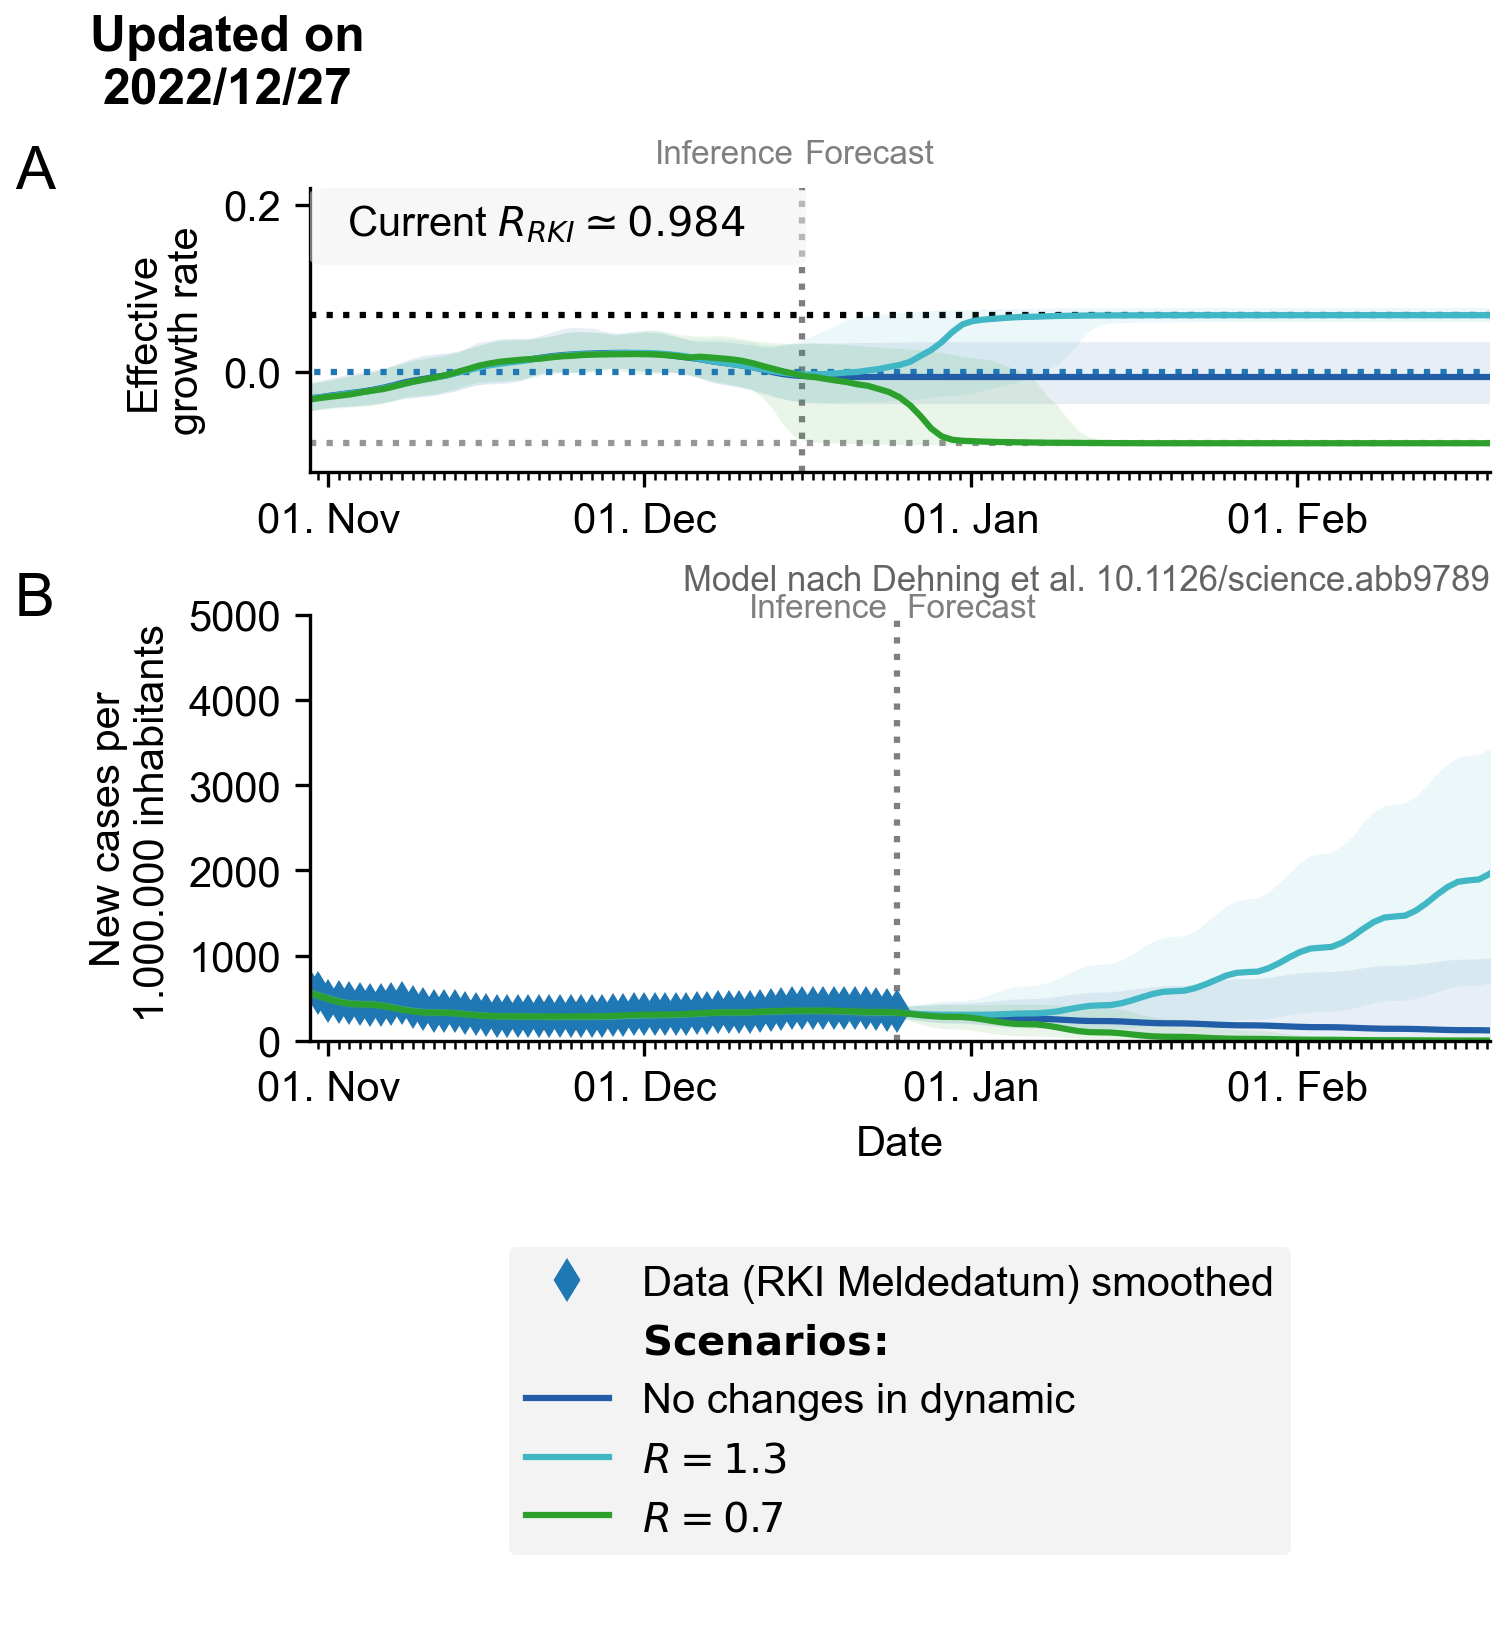 Updated on
2022/12/27
A
Inference Forecast
Current R_RKI ≃ 0.984
0.2
0.0
Effective
growth rate
01. Nov 01. Dec 01. Jan 01. Feb
B
Model nach Dehning et al. 10.1126/science.abb9789
Inference Forecast
5000
4000
3000
2000
1000
0
New cases per
1.000.000 inhabitants
01. Nov 01. Dec 01. Jan 01. Feb
Date
Data (RKI Meldedatum) smoothed
Scenarios:
No changes in dynamic
R = 1.3
R = 0.7